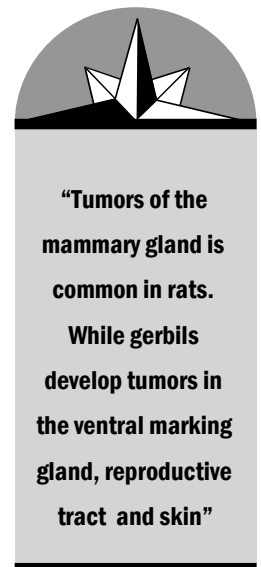 “Tumors of the
mammary gland is
common in rats.
While gerbils
develop tumors in
the ventral marking
gland, reproductive
tract  and skin”